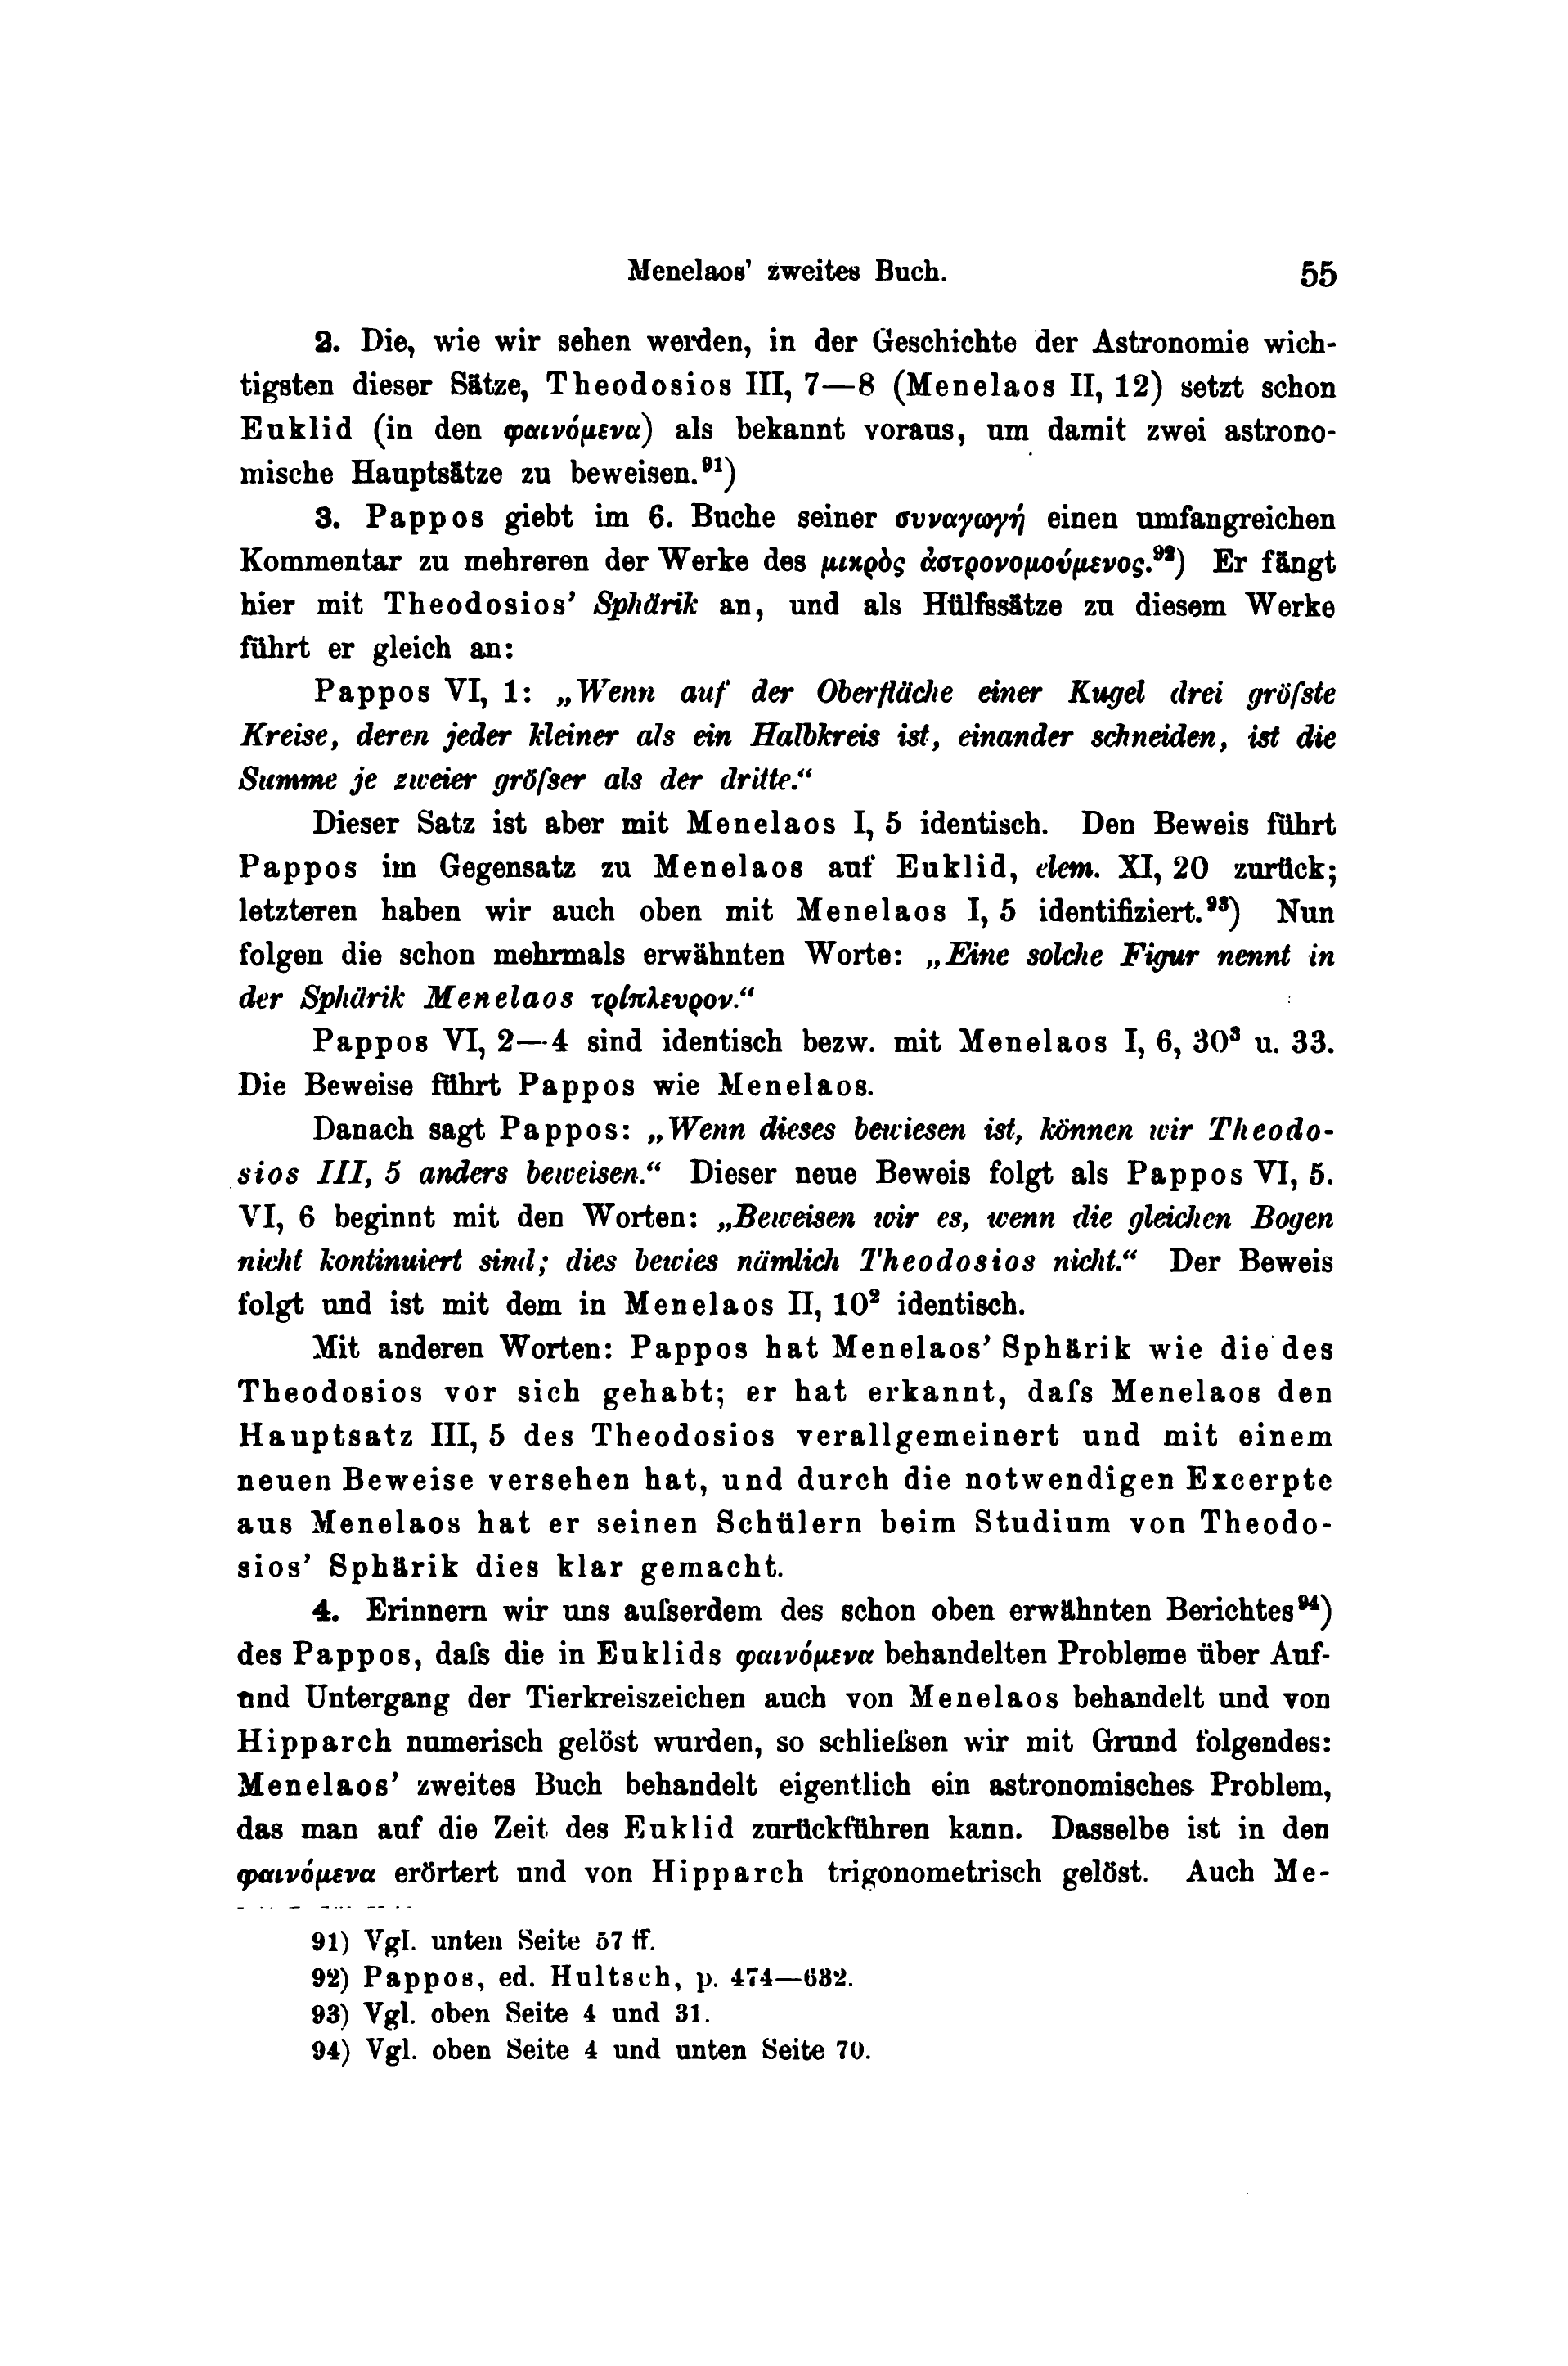 Menelaos' zweites Buch. 55
2. Die, wie wir sehen werden, in der Geschichte der Astronomie wich-
tigsten dieser Sätze, Theodosios III, 7—8 (Menelaos II, 12) setzt schon
Euklid (in den φαινόμενα) als bekannt voraus, um damit zwei astrono-
mische Hauptsätze zu beweisen.⁹¹)
3. Pappos giebt im 6. Buche seiner συναγωγή einen umfangreichen
Kommentar zu mehreren der Werke des μικρὸς ἀστρονομούμενος.⁹²) Er fängt
hier mit Theodosios' Sphärik an, und als Hülfssätze zu diesem Werke
führt er gleich an:
Pappos VI, 1: „Wenn auf der Oberfläche einer Kugel drei gröſste
Kreise, deren jeder kleiner als ein Halbkreis ist, einander schneiden, ist die
Summe je zweier gröſser als der dritte.“
Dieser Satz ist aber mit Menelaos I, 5 identisch. Den Beweis führt
Pappos im Gegensatz zu Menelaos auf Euklid, elem. XI, 20 zurück;
letzteren haben wir auch oben mit Menelaos I, 5 identifiziert.⁹³) Nun
folgen die schon mehrmals erwähnten Worte: „Eine solche Figur nennt in
der Sphärik Menelaos τρίπλευρον.“
Pappos VI, 2—4 sind identisch bezw. mit Menelaos I, 6, 30³ u. 33.
Die Beweise führt Pappos wie Menelaos.
Danach sagt Pappos: „Wenn dieses bewiesen ist, können wir Theodo-
sios III, 5 anders beweisen.“ Dieser neue Beweis folgt als Pappos VI, 5.
VI, 6 beginnt mit den Worten: „Beweisen wir es, wenn die gleichen Bogen
nicht kontinuiert sind; dies bewies nämlich Theodosios nicht.“ Der Beweis
folgt und ist mit dem in Menelaos II, 10² identisch.
Mit anderen Worten: Pappos hat Menelaos' Sphärik wie die des
Theodosios vor sich gehabt; er hat erkannt, daſs Menelaos den
Hauptsatz III, 5 des Theodosios verallgemeinert und mit einem
neuen Beweise versehen hat, und durch die notwendigen Excerpte
aus Menelaos hat er seinen Schülern beim Studium von Theodo-
sios' Sphärik dies klar gemacht.
4. Erinnern wir uns auſserdem des schon oben erwähnten Berichtes⁹⁴)
des Pappos, daſs die in Euklids φαινόμενα behandelten Probleme über Auf-
und Untergang der Tierkreiszeichen auch von Menelaos behandelt und von
Hipparch numerisch gelöst wurden, so schlieſsen wir mit Grund folgendes:
Menelaos' zweites Buch behandelt eigentlich ein astronomisches Problem,
das man auf die Zeit des Euklid zurückführen kann. Dasselbe ist in den
φαινόμενα erörtert und von Hipparch trigonometrisch gelöst. Auch Me-
91) Vgl. unten Seite 57 ff.
92) Pappos, ed. Hultsch, p. 474—632.
93) Vgl. oben Seite 4 und 31.
94) Vgl. oben Seite 4 und unten Seite 70.